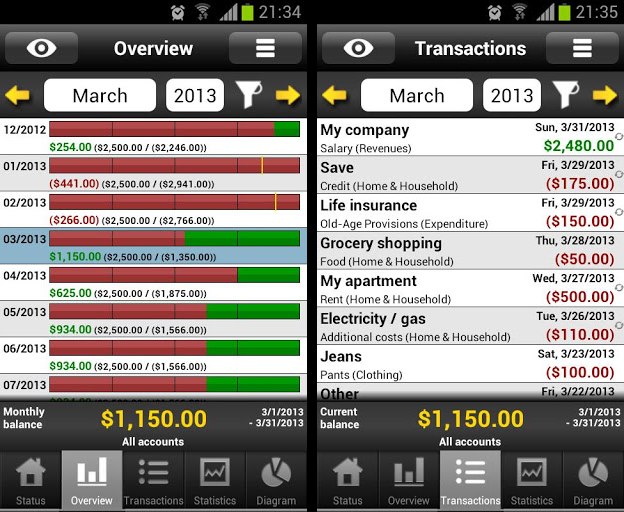 21:34
Overview
March
2013
12/2012
$254.00 ($2,500.00 / ($2,246.00))
01/2013
($441.00) ($2,500.00 / ($2,941.00))
02/2013
($266.00) ($2,500.00 / ($2,766.00))
03/2013
$1,150.00 ($2,500.00 / ($1,350.00))
04/2013
$625.00 ($2,500.00 / ($1,875.00))
05/2013
$934.00 ($2,500.00 / ($1,566.00))
06/2013
$934.00 ($2,500.00 / ($1,566.00))
07/2013
Monthly balance
$1,150.00
3/1/2013
- 3/31/2013
All accounts
Status
Overview
Transactions
Statistics
Diagram
21:35
Transactions
March
2013
My company
Sun, 3/31/2013
Salary (Revenues)
$2,480.00
Save
Fri, 3/29/2013
Credit (Home & Household)
($175.00)
Life insurance
Fri, 3/29/2013
Old-Age Provisions (Expenditure)
($150.00)
Grocery shopping
Thu, 3/28/2013
Food (Home & Household)
($50.00)
My apartment
Wed, 3/27/2013
Rent (Home & Household)
($500.00)
Electricity / gas
Tue, 3/26/2013
Additional costs (Home & Household)
($110.00)
Jeans
Sat, 3/23/2013
Pants (Clothing)
($100.00)
Other
Fri, 3/22/2013
Current balance
$1,150.00
3/1/2013
- 3/31/2013
All accounts
Status
Overview
Transactions
Statistics
Diagram